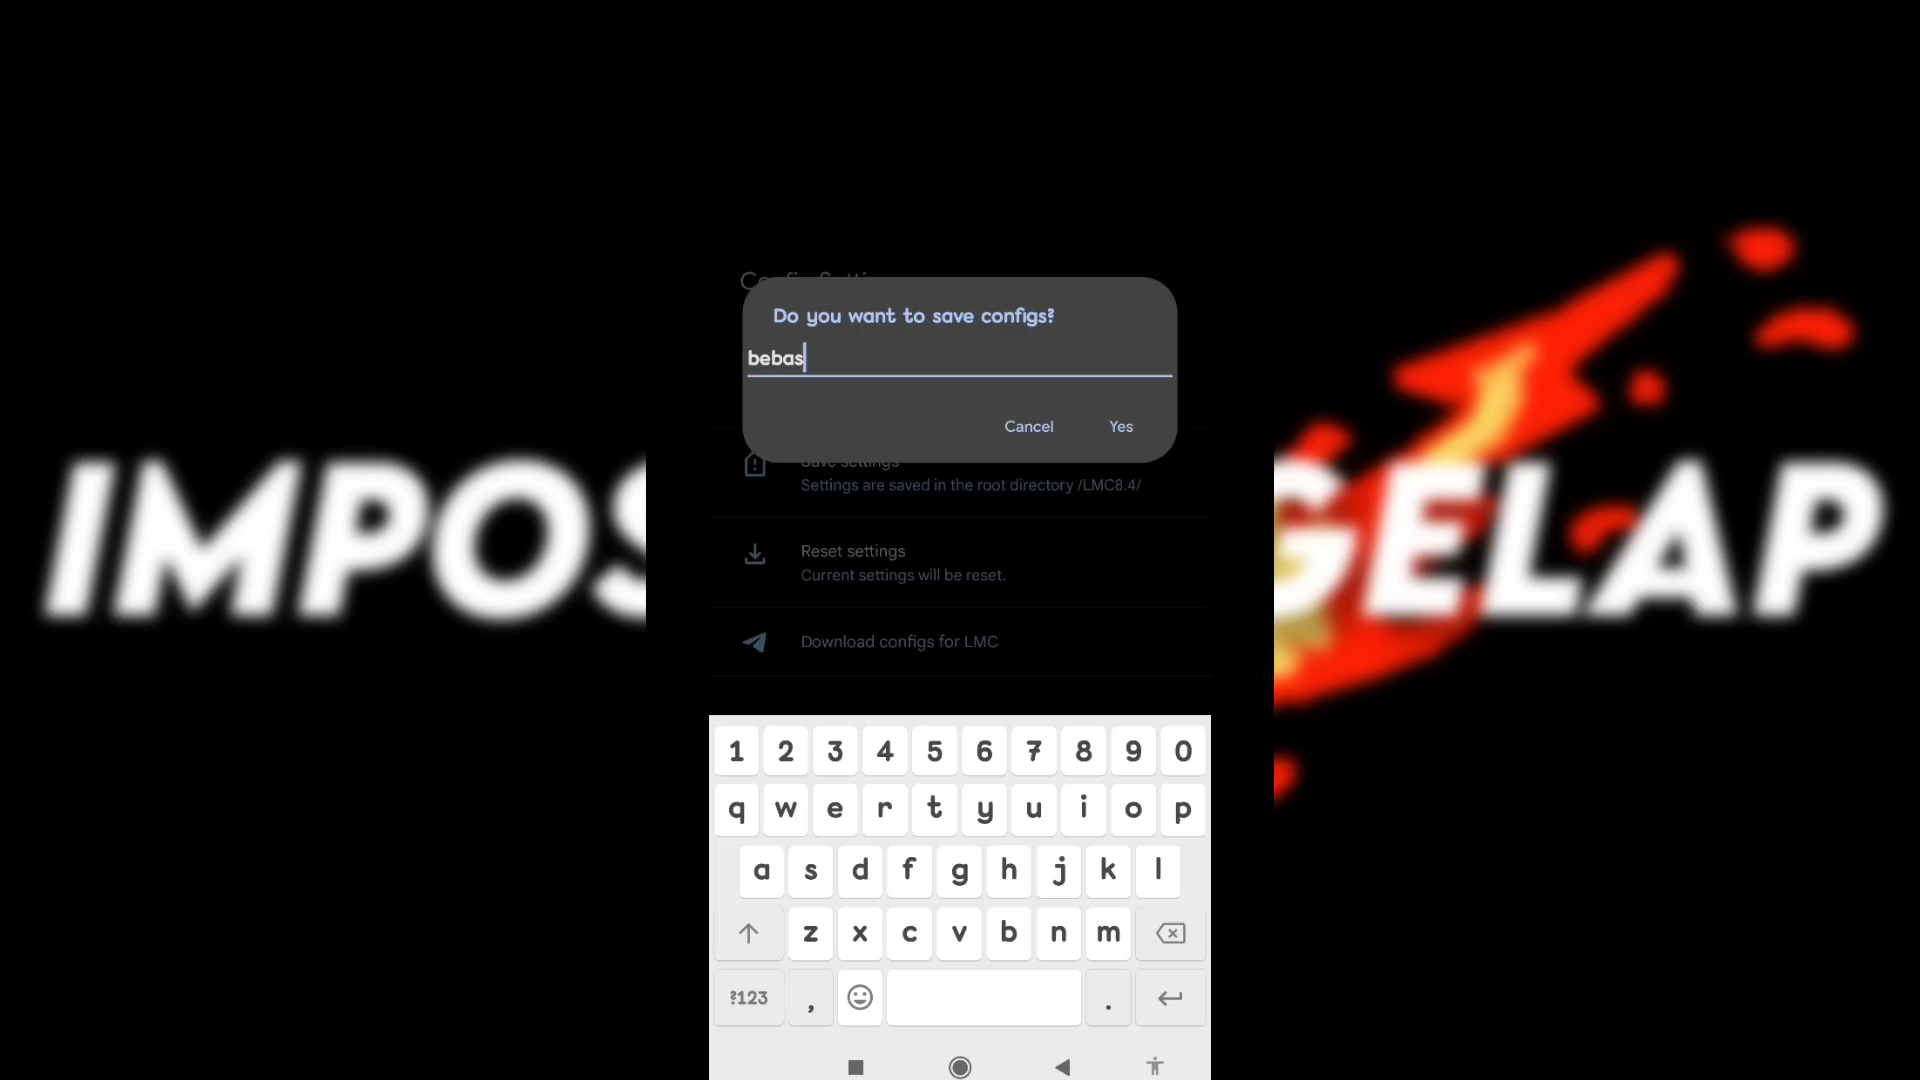 Do you want to save configs?
bebas
Cancel Yes
Settings are saved in the root directory /LMC8.4/
Reset settings
Current settings will be reset.
Download configs for LMC
IMPOS GELAP
1 2 3 4 5 6 7 8 9 0
q w e r t y u i o p
a s d f g h j k l
z x c v b n m
?123 , .